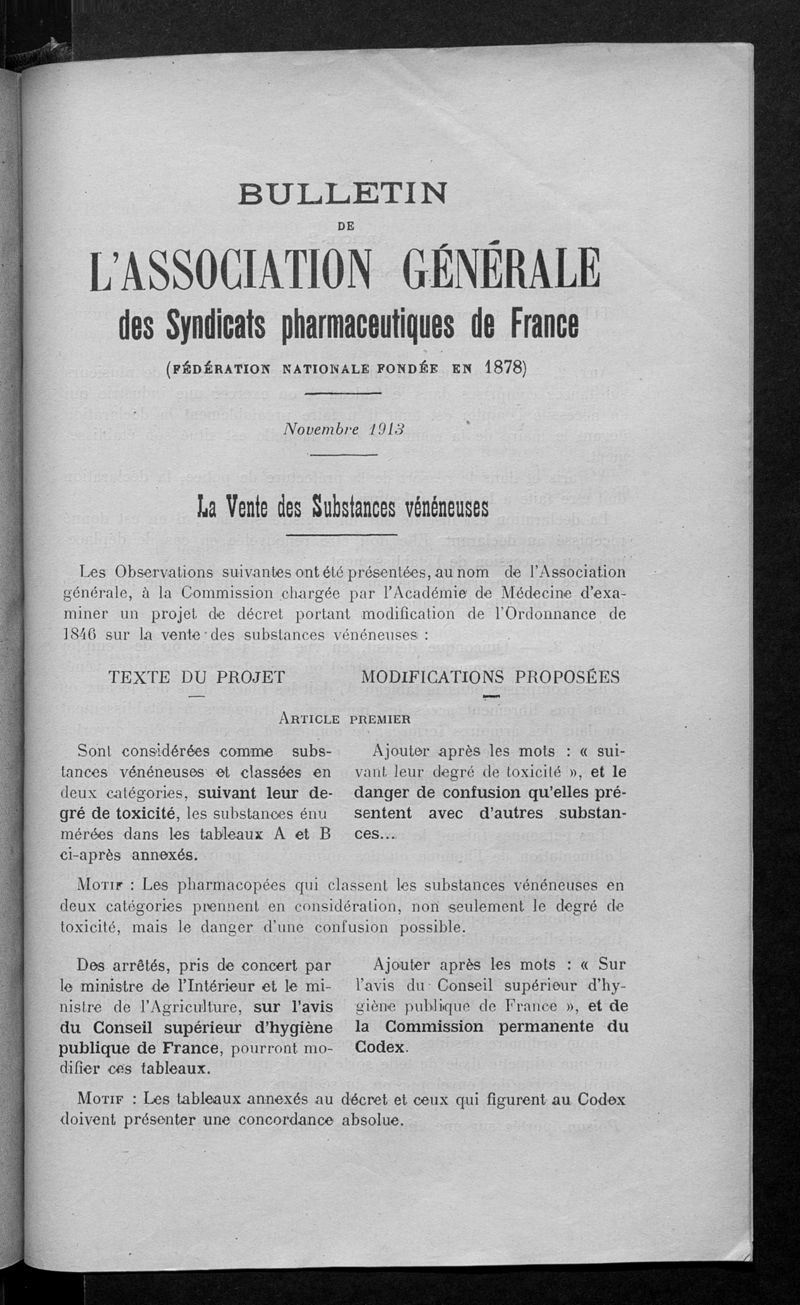 BULLETIN
DE
L'ASSOCIATION GÉNÉRALE
des Syndicats pharmaceutiques de France
(FÉDÉRATION NATIONALE FONDÉE EN 1878)
Novembre 1913
La Vente des Substances vénéneuses
Les Observations suivantes ont été présentées, au nom de l'Association
générale, à la Commission chargée par l'Académie de Médecine d'exa-
miner un projet de décret portant modification de l'Ordonnance de
1846 sur la vente des substances vénéneuses :
TEXTE DU PROJET
MODIFICATIONS PROPOSÉES
ARTICLE PREMIER
Sont considérées comme subs-
tances vénéneuses et classées en
deux catégories, suivant leur de-
gré de toxicité, les substances énu
mérées dans les tableaux A et B
ci-après annexés.
Ajouter après les mots : « sui-
vant leur degré de toxicité », et le
danger de confusion qu'elles pré-
sentent avec d'autres substan-
ces...
MOTIF : Les pharmacopées qui classent les substances vénéneuses en
deux catégories prennent en considération, non seulement le degré de
toxicité, mais le danger d'une confusion possible.
Des arrêtés, pris de concert par
le ministre de l'Intérieur et le mi-
nistre de l'Agriculture, sur l'avis
du Conseil supérieur d'hygiène
publique de France, pourront mo-
difier ces tableaux.
Ajouter après les mots : « Sur
l'avis du Conseil supérieur d'hy-
giène publique de France », et de
la Commission permanente du
Codex.
MOTIF : Les tableaux annexés au décret et ceux qui figurent au Codex
doivent présenter une concordance absolue.